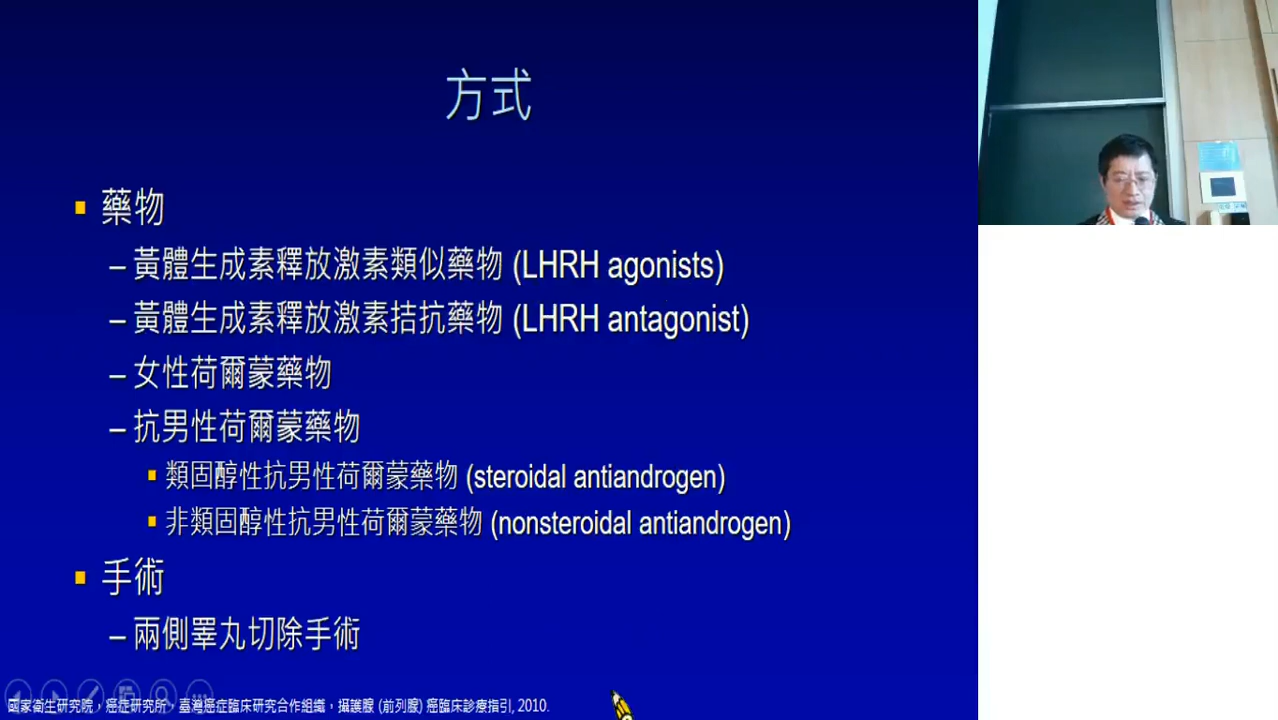 方式
藥物
–黃體生成素釋放激素類似藥物 (LHRH agonists)
–黃體生成素釋放激素拮抗藥物 (LHRH antagonist)
–女性荷爾蒙藥物
–抗男性荷爾蒙藥物
類固醇性抗男性荷爾蒙藥物 (steroidal antiandrogen)
非類固醇性抗男性荷爾蒙藥物 (nonsteroidal antiandrogen)
手術
–兩側睪丸切除手術
國家衛生研究院，癌症研究所，臺灣癌症臨床研究合作組織，攝護腺 (前列腺) 癌臨床診療指引, 2010.